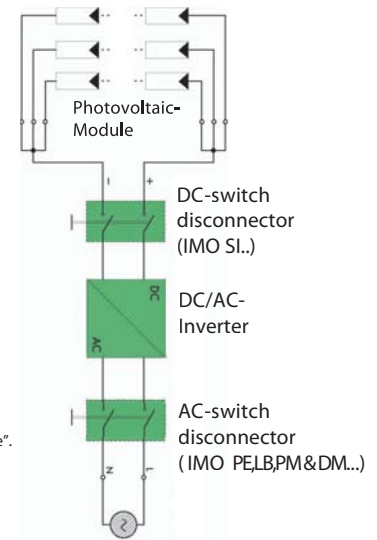 Photovoltaic-
Module
–
+
DC-switch
disconnector
(IMO SI..)
DC
DC/AC-
Inverter
AC
AC-switch
disconnector
( IMO PE,LB,PM&DM...)
e”.
N
L
~